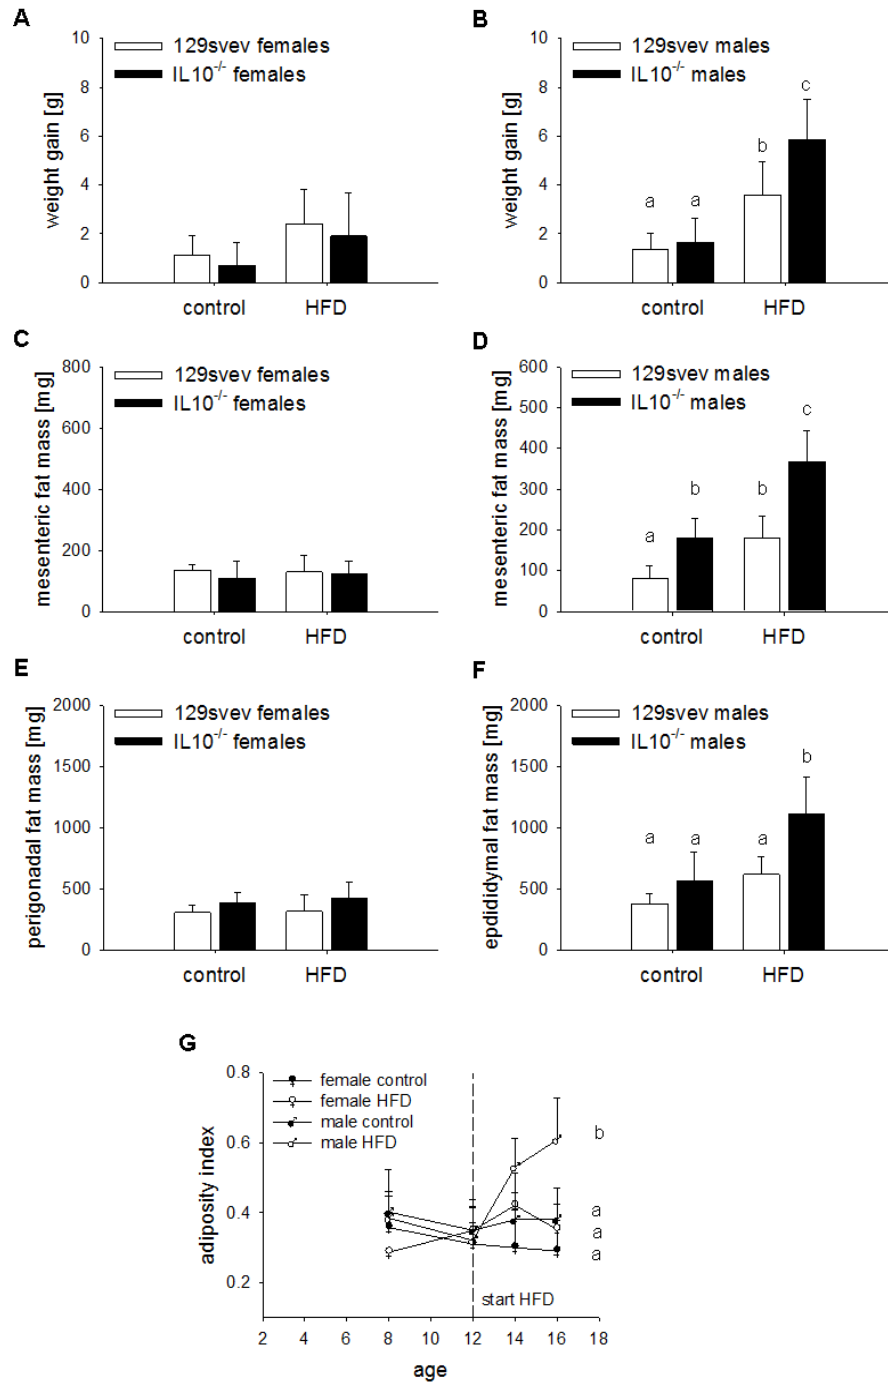 A
129svev females
IL10-/- females
weight gain [g]
10
8
6
4
2
0
control HFD
B
129svev males
IL10-/- males
weight gain [g]
10
8
6
4
2
0
a a b c
control HFD
C
129svev females
IL10-/- females
mesenteric fat mass [mg]
800
600
400
200
0
control HFD
D
129svev males
IL10-/- males
mesenteric fat mass [mg]
600
500
400
300
200
100
0
a b b c
control HFD
E
129svev females
IL10-/- females
perigonadal fat mass [mg]
2000
1500
1000
500
0
control HFD
F
129svev males
IL10-/- males
epdididymal fat mass [mg]
2000
1500
1000
500
0
a a a b
control HFD
G
female control
female HFD
male control
male HFD
adiposity index
0.8
0.6
0.4
0.2
b
a
a
a
start HFD
2 4 6 8 10 12 14 16 18
age